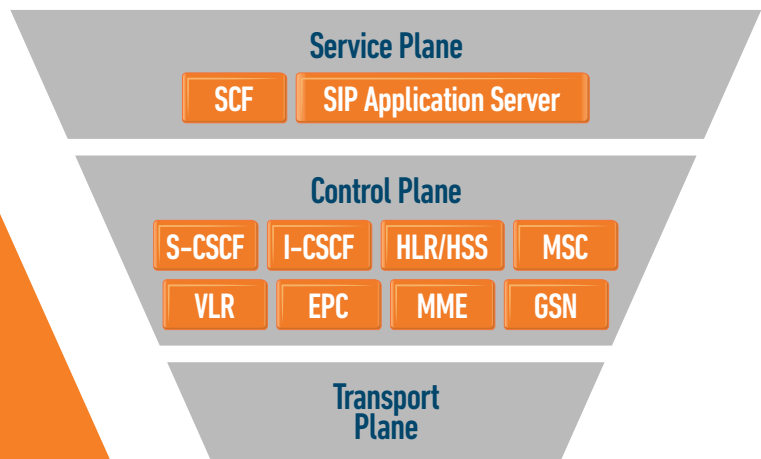 Service Plane
SCF
SIP Application Server
Control Plane
S-CSCF
I-CSCF
HLR/HSS
MSC
VLR
EPC
MME
GSN
Transport
Plane